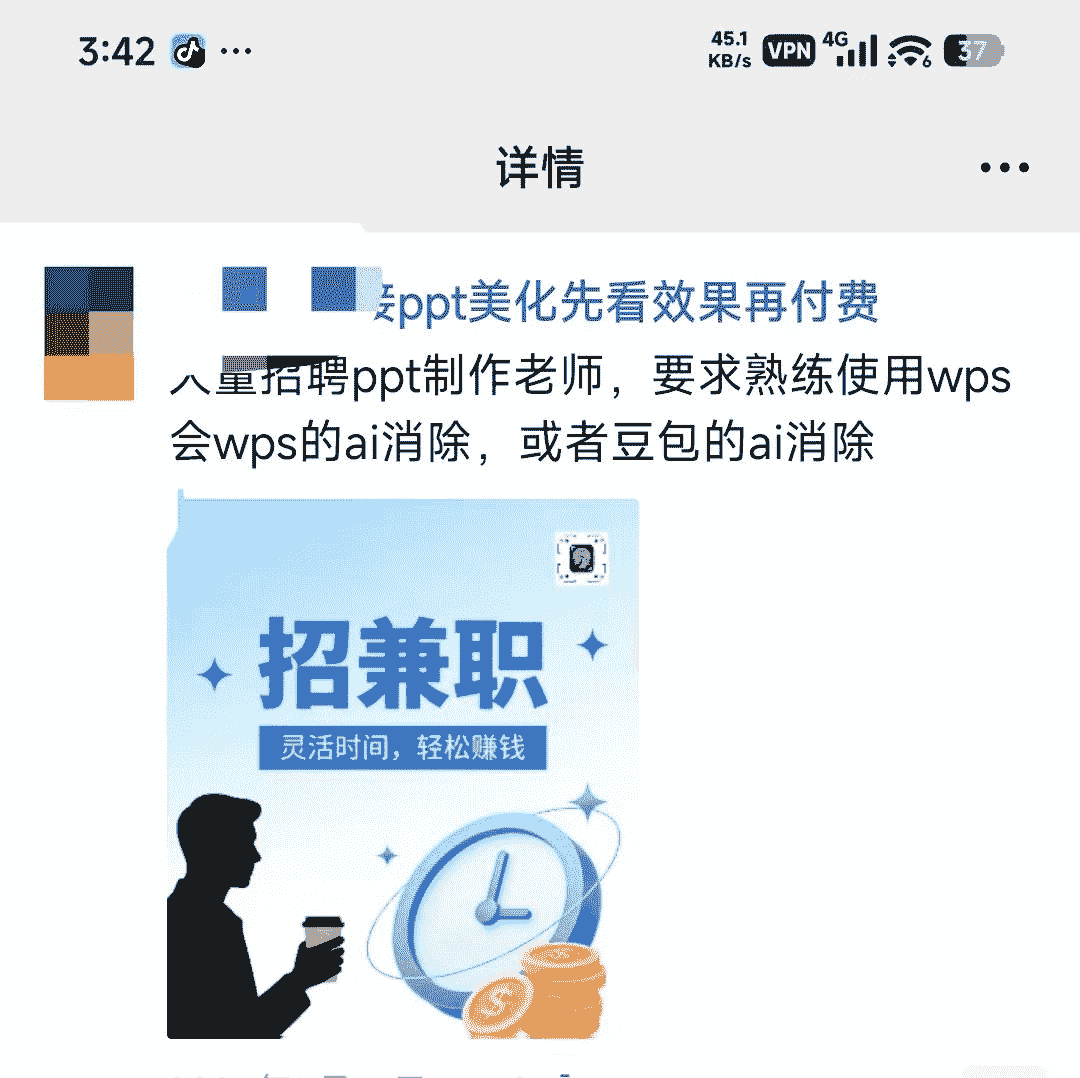 3:42
45.1
KB/s
VPN
4G
6
37
详情
接ppt美化先看效果再付费
大量招聘ppt制作老师，要求熟练使用wps
会wps的ai消除，或者豆包的ai消除
招兼职
灵活时间，轻松赚钱